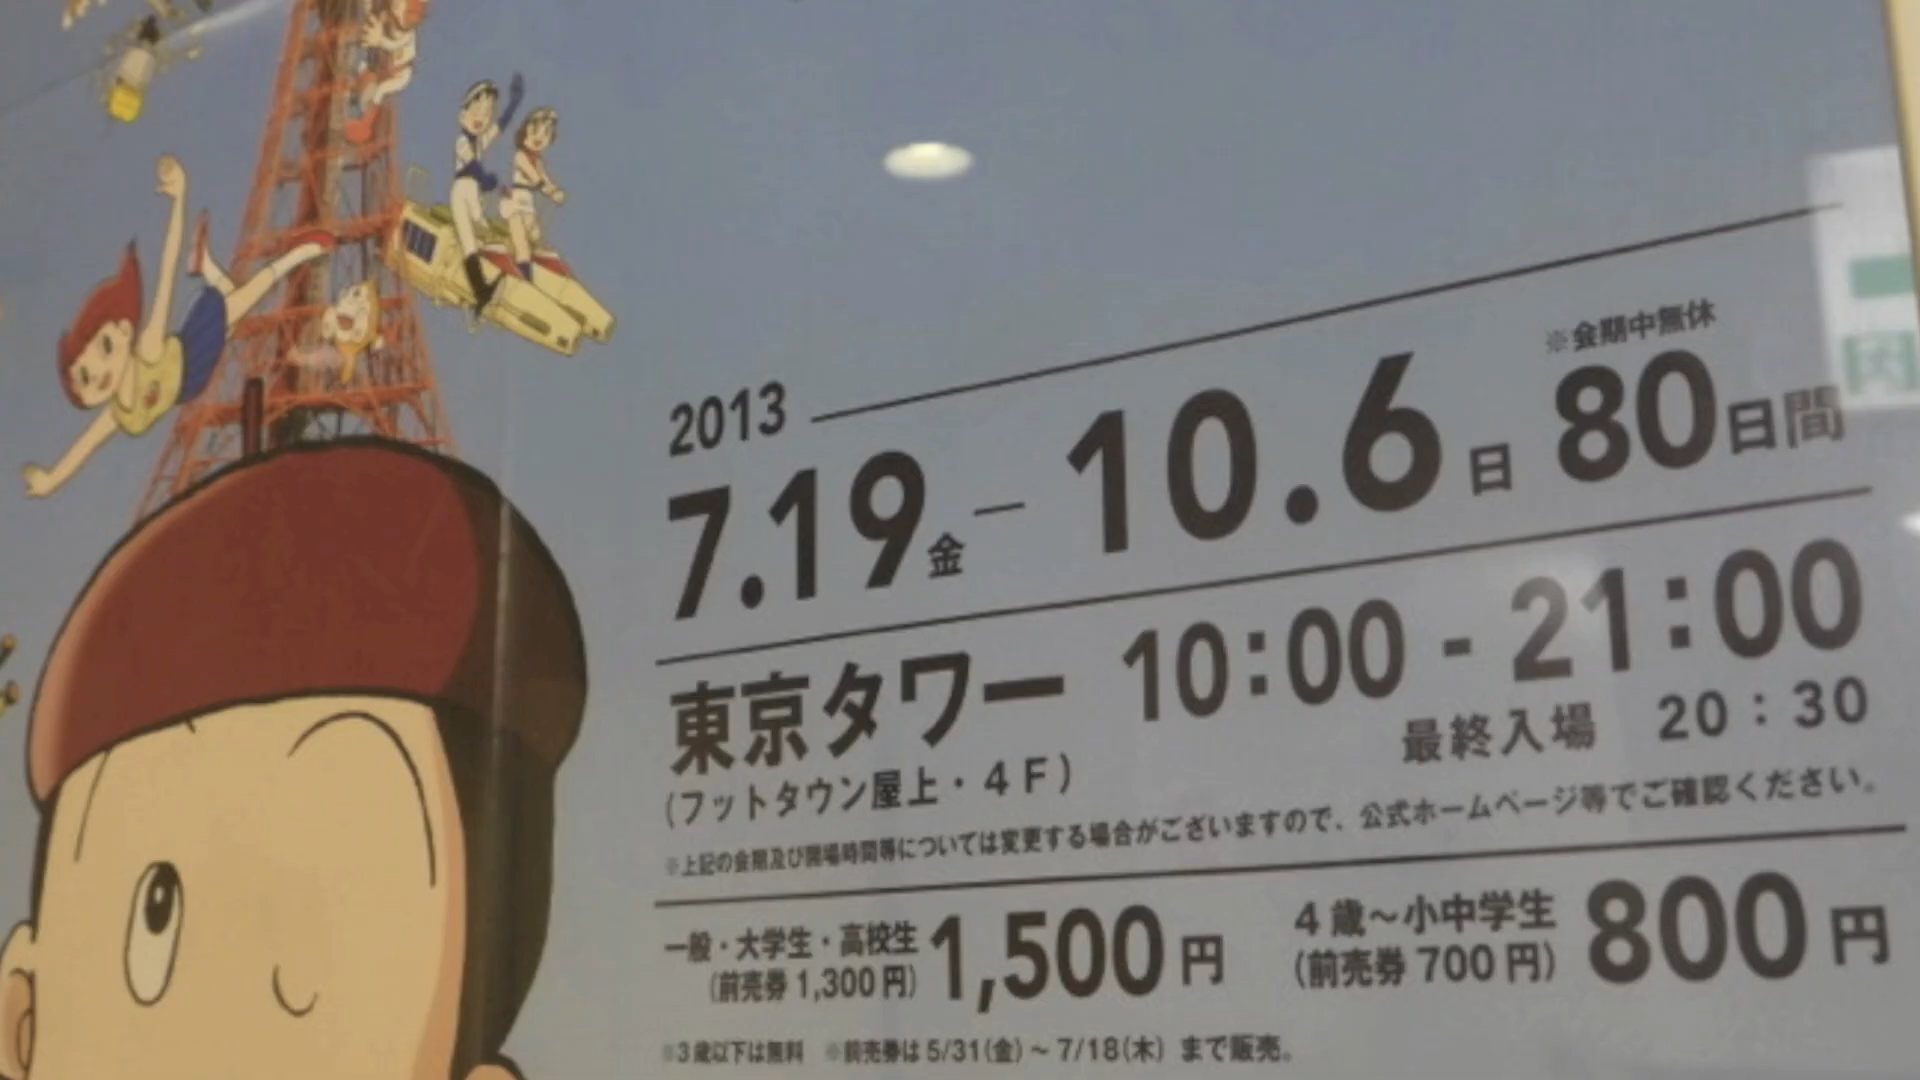 ※会期中無休
2013
7.19金－10.6日 80日間
東京タワー 10:00 - 21:00
(フットタウン屋上・4F)
最終入場 20:30
※上記の会期及び開場時間等については変更する場合がございますので、公式ホームページ等でご確認ください。
一般・大学生・高校生 1,500円
(前売券 1,300円)
4歳〜小中学生 800円
(前売券 700円)
※3歳以下は無料 ※前売券は 5/31(金)〜7/18(木) まで販売。